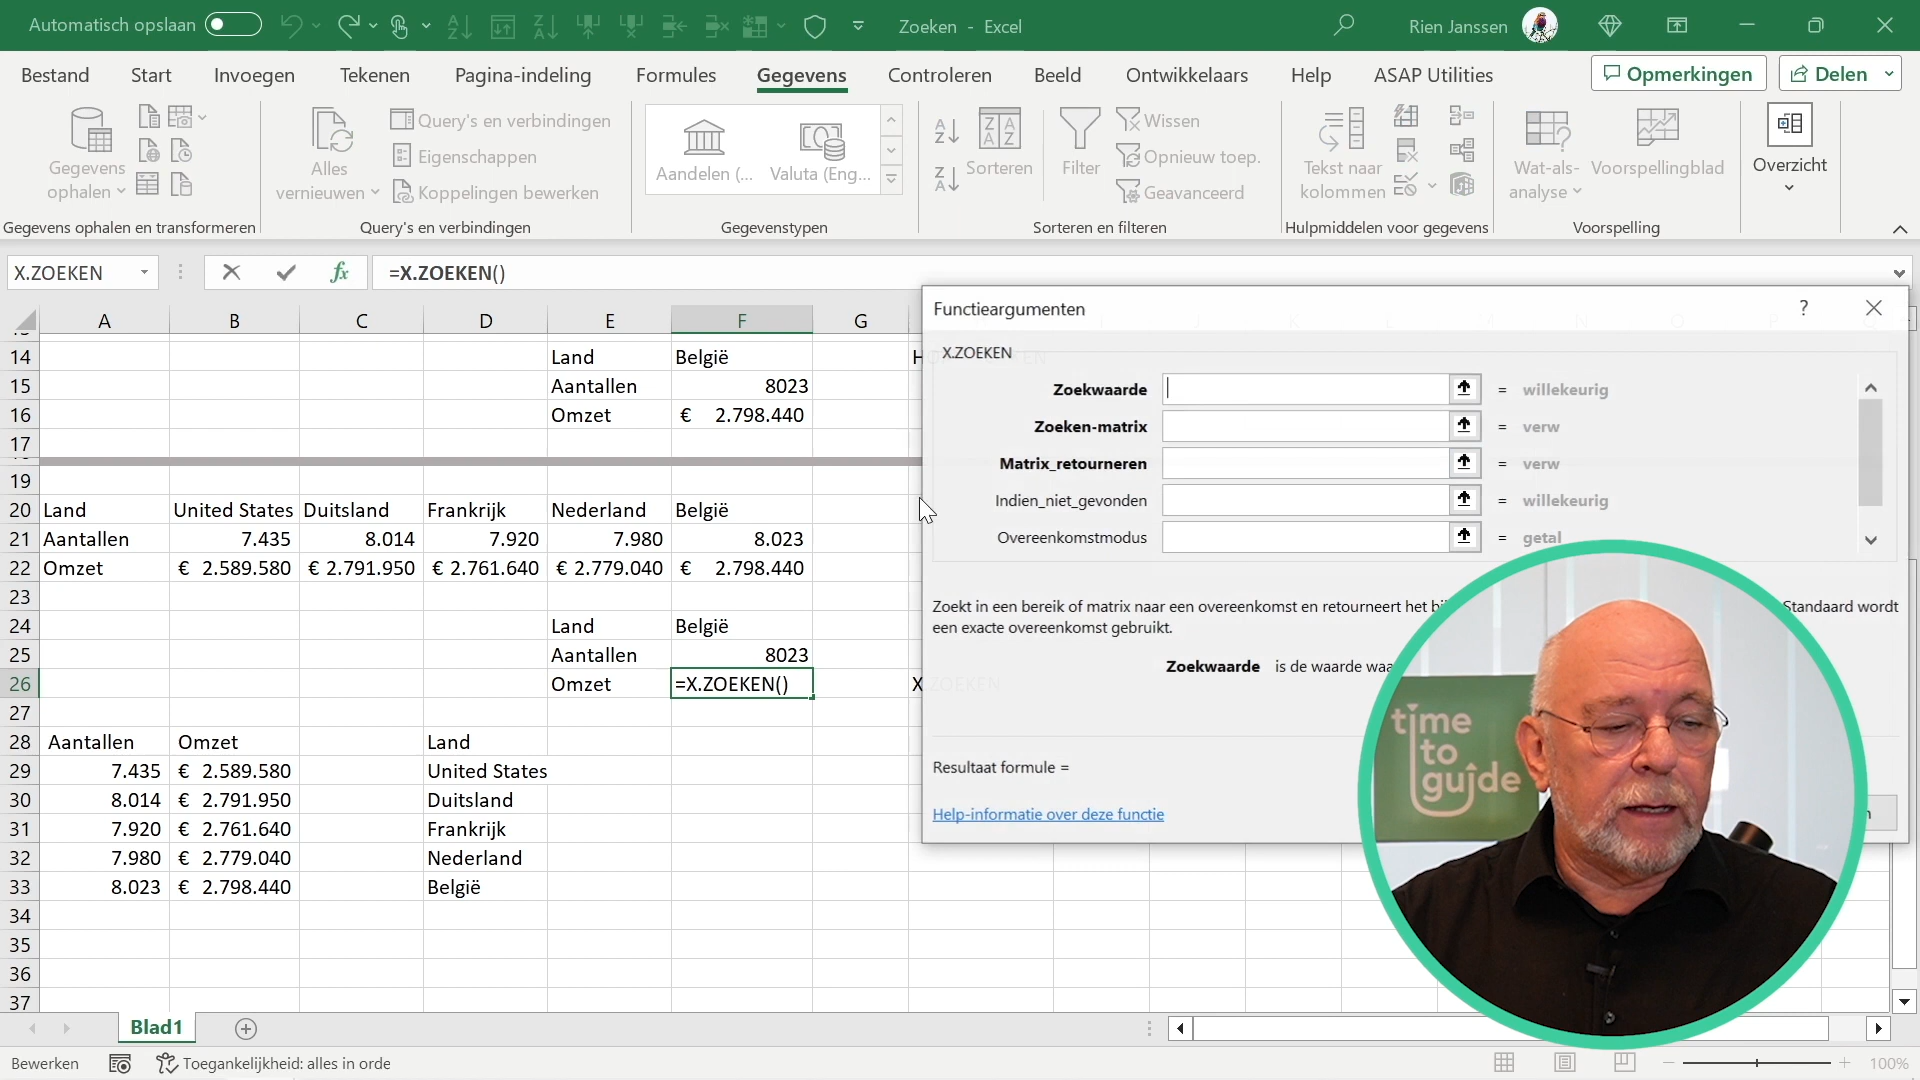 Automatisch opslaan
Zoeken - Excel
Rien Janssen
Bestand Start Invoegen Tekenen Pagina-indeling Formules Gegevens Controleren Beeld Ontwikkelaars Help ASAP Utilities Opmerkingen Delen
Gegevens ophalen
Gegevens ophalen en transformeren
Alles vernieuwen
Query's en verbindingen
Eigenschappen
Koppelingen bewerken
Query's en verbindingen
Aandelen (... Valuta (Eng...
Gegevenstypen
Sorteren
Filter
Wissen
Opnieuw toep.
Geavanceerd
Sorteren en filteren
Tekst naar kolommen
Hulpmiddelen voor gegevens
Wat-als-analyse
Voorspellingblad
Voorspelling
Overzicht
X.ZOEKEN
fx
=X.ZOEKEN()
A B C D E F G
14 Land België
15 Aantallen 8023
16 Omzet € 2.798.440
17
19
20 Land United States Duitsland Frankrijk Nederland België
21 Aantallen 7.435 8.014 7.920 7.980 8.023
22 Omzet € 2.589.580 € 2.791.950 € 2.761.640 € 2.779.040 € 2.798.440
23
24 Land België
25 Aantallen 8023
26 Omzet =X.ZOEKEN() X.ZOEKEN
27
28 Aantallen Omzet Land
29 7.435 € 2.589.580 United States
30 8.014 € 2.791.950 Duitsland
31 7.920 € 2.761.640 Frankrijk
32 7.980 € 2.779.040 Nederland
33 8.023 € 2.798.440 België
34
35
36
37
Functieargumenten ?
X.ZOEKEN
Zoekwaarde = willekeurig
Zoeken-matrix = verw
Matrix_retourneren = verw
Indien_niet_gevonden = willekeurig
Overeenkomstmodus = getal
Zoekt in een bereik of matrix naar een overeenkomst en retourneert het bi Standaard wordt
een exacte overeenkomst gebruikt.
Zoekwaarde is de waarde waa
Resultaat formule =
Help-informatie over deze functie
time
to
guide
Blad1
Bewerken
Toegankelijkheid: alles in orde
100%